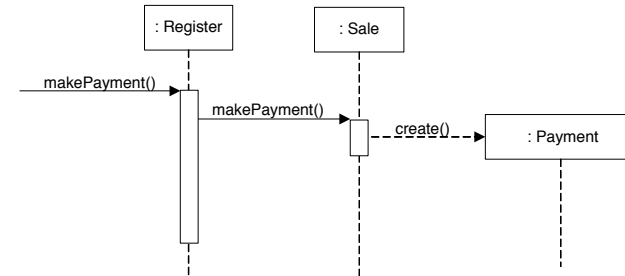 : Register
: Sale
makePayment()
makePayment()
create()
: Payment